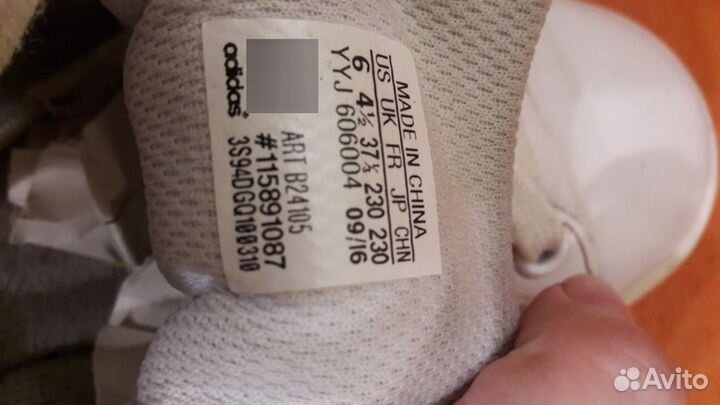 MADE IN CHINA
US UK FR JP CHN
6 4½ 37⅓ 230 230
YYJ 606004 09/16
adidas®
ART B24105
#115891087
3S94DGQ100310
Avito